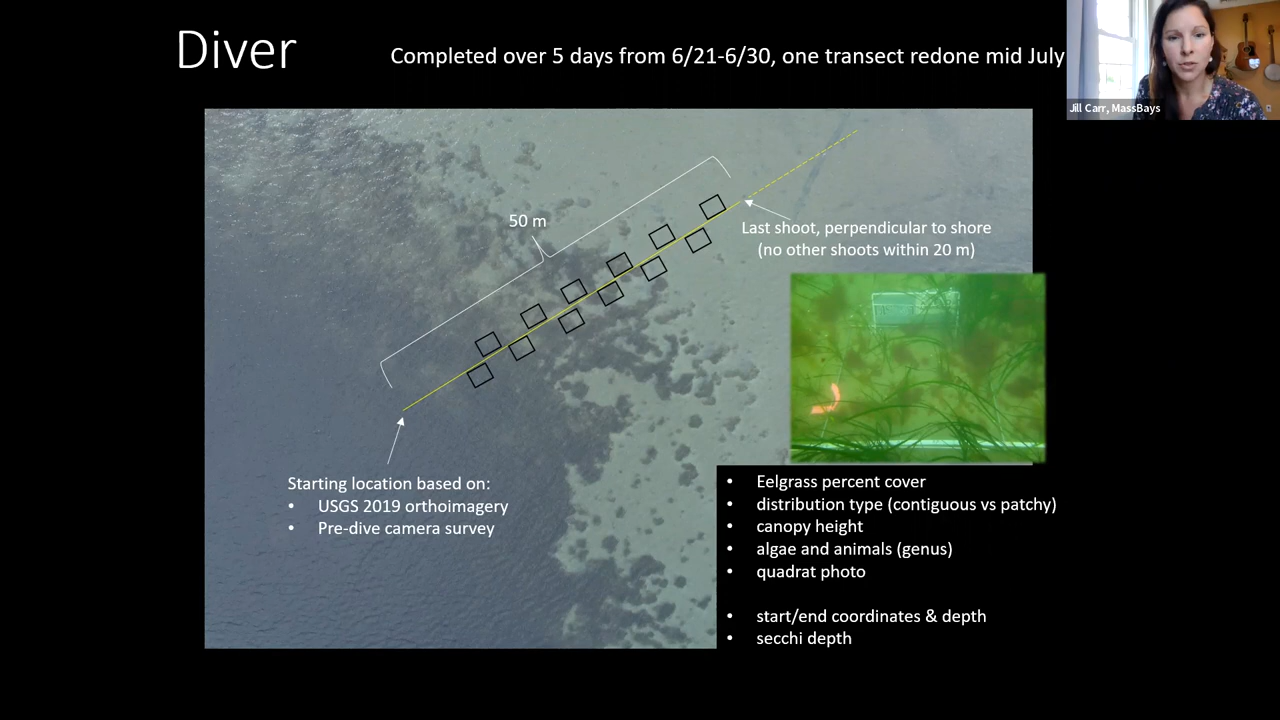 Diver
Completed over 5 days from 6/21-6/30, one transect redone mid July
Jill Carr, MassBays
50 m
Last shoot, perpendicular to shore
(no other shoots within 20 m)
Starting location based on:
• USGS 2019 orthoimagery
• Pre-dive camera survey
• Eelgrass percent cover
• distribution type (contiguous vs patchy)
• canopy height
• algae and animals (genus)
• quadrat photo
• start/end coordinates & depth
• secchi depth